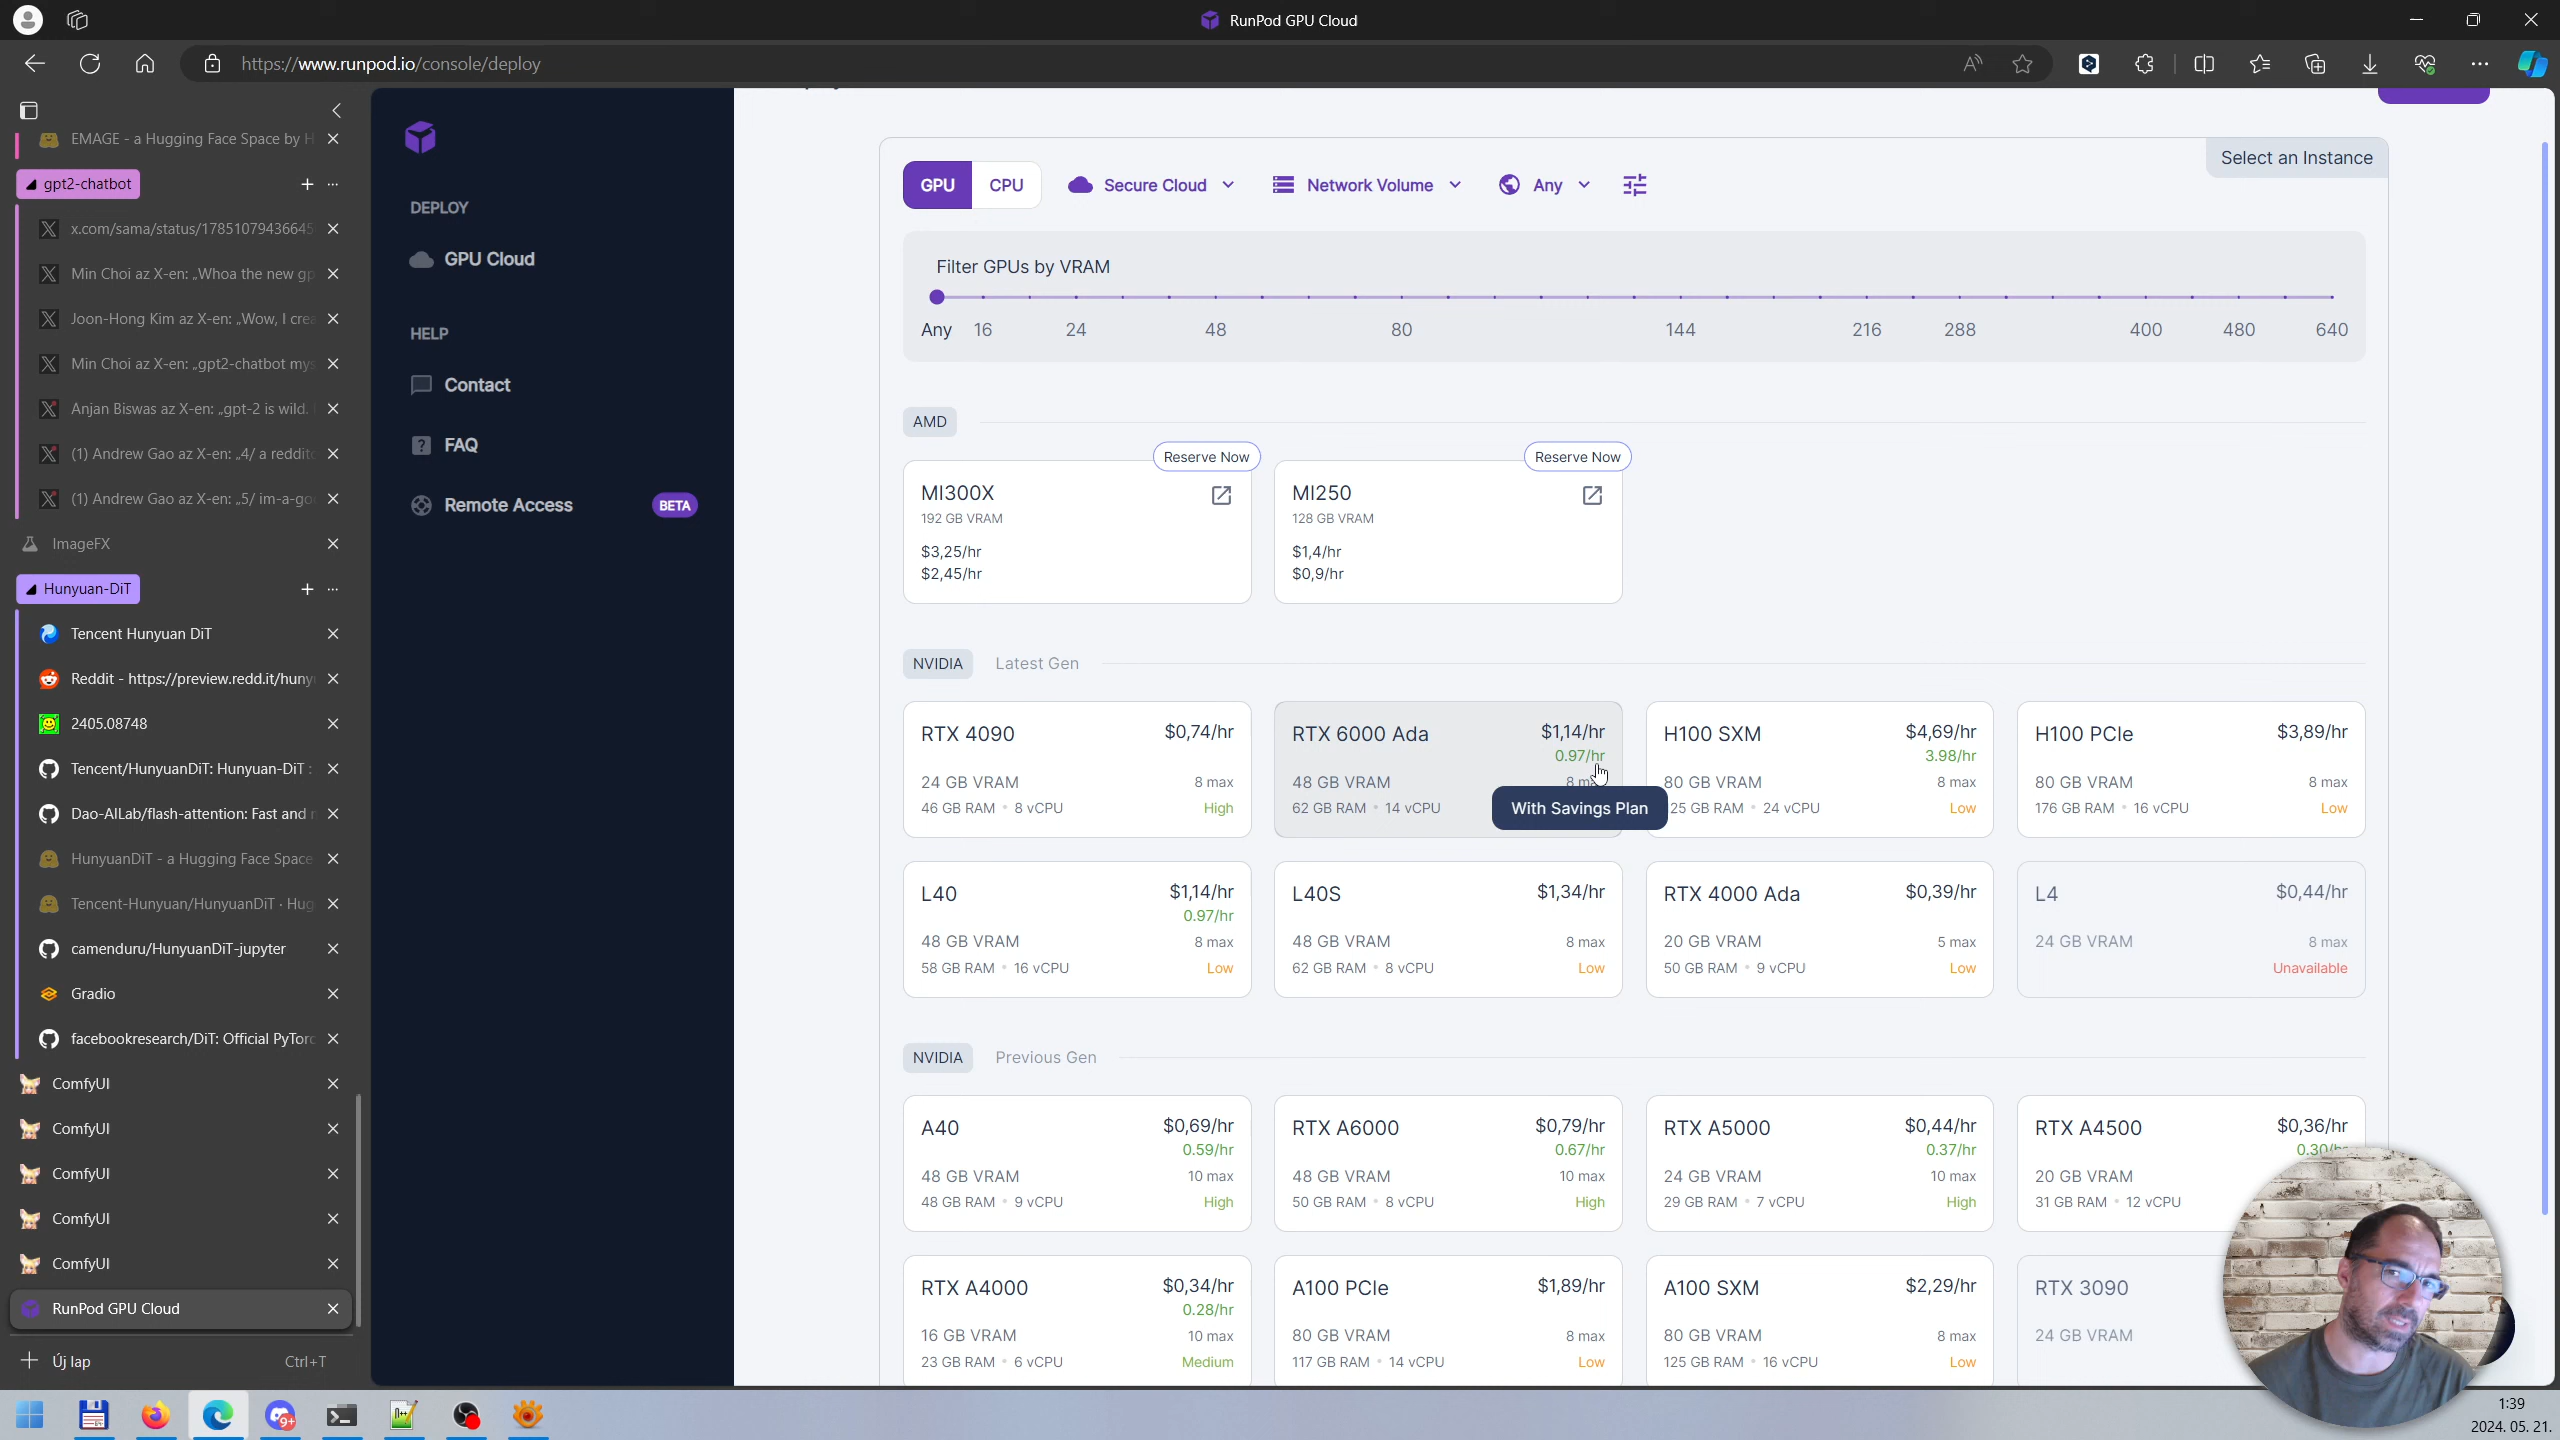 RunPod GPU Cloud
https://www.runpod.io/console/deploy
EMAGE - a Hugging Face Space by H
gpt2-chatbot
x.com/sama/status/17851079436645
Min Choi az X-en: „Whoa the new gp
Joon-Hong Kim az X-en: „Wow, I crea
Min Choi az X-en: „gpt2-chatbot mys
Anjan Biswas az X-en: „gpt-2 is wild.
(1) Andrew Gao az X-en: „4/ a reddito
(1) Andrew Gao az X-en: „5/ im-a-go
ImageFX
Hunyuan-DiT
Tencent Hunyuan DiT
Reddit - https://preview.redd.it/huny
2405.08748
Tencent/HunyuanDiT: Hunyuan-DiT :
Dao-AILab/flash-attention: Fast and
HunyuanDiT - a Hugging Face Space
Tencent-Hunyuan/HunyuanDiT · Hug
camenduru/HunyuanDiT-jupyter
Gradio
facebookresearch/DiT: Official PyTorc
ComfyUI
ComfyUI
ComfyUI
ComfyUI
ComfyUI
RunPod GPU Cloud
Új lap Ctrl+T
DEPLOY
GPU Cloud
HELP
Contact
FAQ
Remote Access BETA
Select an Instance
GPU CPU Secure Cloud Network Volume Any
Filter GPUs by VRAM
Any 16 24 48 80 144 216 288 400 480 640
AMD
Reserve Now Reserve Now
MI300X MI250
192 GB VRAM 128 GB VRAM
$3,25/hr $1,4/hr
$2,45/hr $0,9/hr
NVIDIA Latest Gen
RTX 4090 $0,74/hr RTX 6000 Ada $1,14/hr H100 SXM $4,69/hr H100 PCIe $3,89/hr
0.97/hr 3.98/hr
24 GB VRAM 8 max 48 GB VRAM 8 80 GB VRAM 8 max 80 GB VRAM 8 max
46 GB RAM • 8 vCPU High 62 GB RAM • 14 vCPU With Savings Plan 25 GB RAM • 24 vCPU Low 176 GB RAM • 16 vCPU Low
L40 $1,14/hr L40S $1,34/hr RTX 4000 Ada $0,39/hr L4 $0,44/hr
0.97/hr
48 GB VRAM 8 max 48 GB VRAM 8 max 20 GB VRAM 5 max 24 GB VRAM 8 max
58 GB RAM • 16 vCPU Low 62 GB RAM • 8 vCPU Low 50 GB RAM • 9 vCPU Low Unavailable
NVIDIA Previous Gen
A40 $0,69/hr RTX A6000 $0,79/hr RTX A5000 $0,44/hr RTX A4500 $0,36/hr
0.59/hr 0.67/hr 0.37/hr 0.30/hr
48 GB VRAM 10 max 48 GB VRAM 10 max 24 GB VRAM 10 max 20 GB VRAM
48 GB RAM • 9 vCPU High 50 GB RAM • 8 vCPU High 29 GB RAM • 7 vCPU High 31 GB RAM • 12 vCPU
RTX A4000 $0,34/hr A100 PCIe $1,89/hr A100 SXM $2,29/hr RTX 3090
0.28/hr
16 GB VRAM 10 max 80 GB VRAM 8 max 80 GB VRAM 8 max 24 GB VRAM
23 GB RAM • 6 vCPU Medium 117 GB RAM • 14 vCPU Low 125 GB RAM • 16 vCPU Low
9+
1:39
2024. 05. 21.